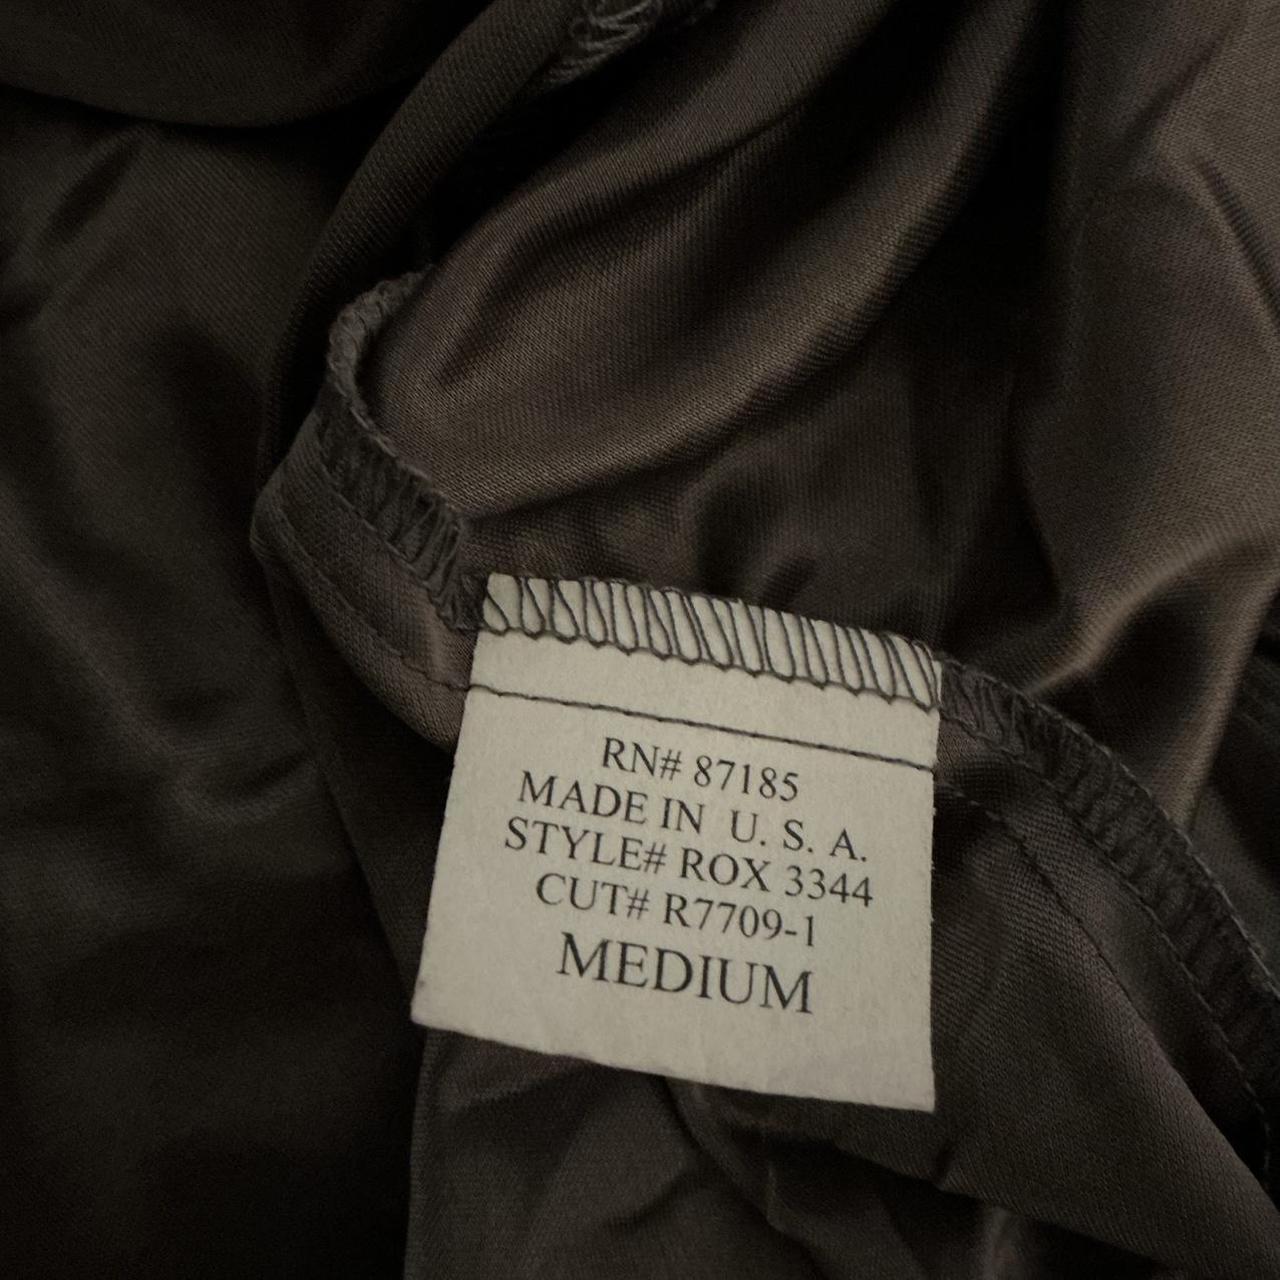 RN# 87185
MADE IN U. S. A.
STYLE# ROX 3344
CUT# R7709-1
MEDIUM